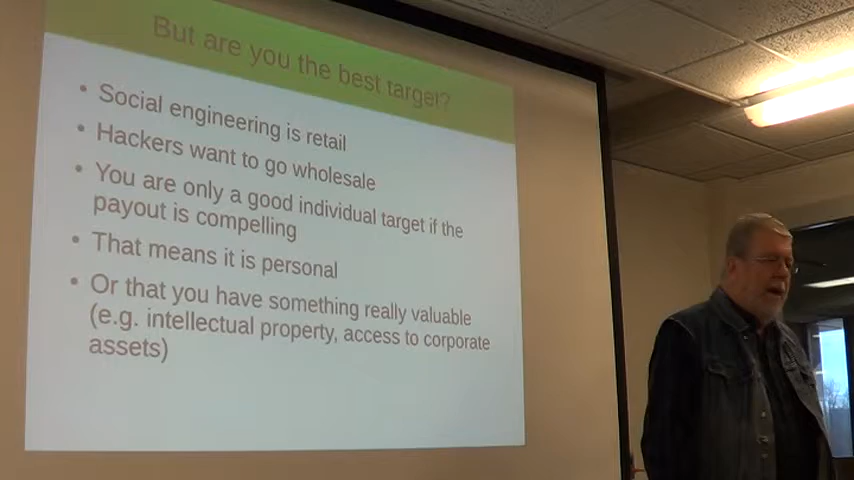 But are you the best target?
• Social engineering is retail
• Hackers want to go wholesale
• You are only a good individual target if the
payout is compelling
• That means it is personal
• Or that you have something really valuable
(e.g. intellectual property, access to corporate
assets)